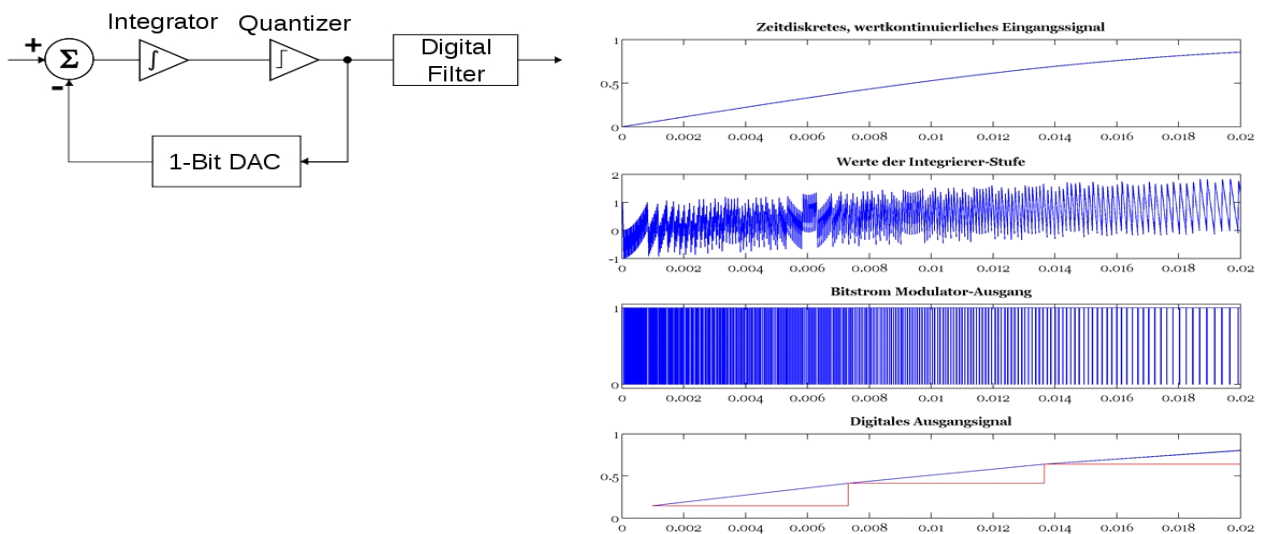 Integrator Quantizer
+
Σ
∫
Digital
Filter
-
1-Bit DAC
Zeitdiskretes, wertkontinuierliches Eingangssignal
1
0.5
0
0.002 0.004 0.006 0.008 0.01 0.012 0.014 0.016 0.018 0.02
Werte der Integrierer-Stufe
2
1
0
-1
0 0.002 0.004 0.006 0.008 0.01 0.012 0.014 0.016 0.018 0.02
Bitstrom Modulator-Ausgang
1
0
0 0.002 0.004 0.006 0.008 0.01 0.012 0.014 0.016 0.018 0.02
Digitales Ausgangsignal
1
0.5
0
0 0.002 0.004 0.006 0.008 0.01 0.012 0.014 0.016 0.018 0.02